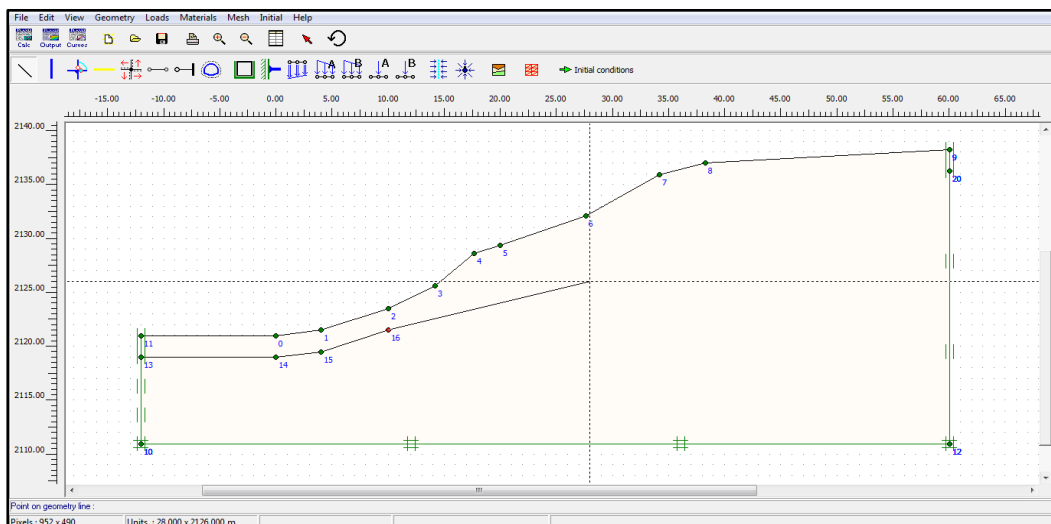 File Edit View Geometry Loads Materials Mesh Initial Help
Calc Output Curves
A B A B Initial conditions
-15.00 -10.00 -5.00 0.00 5.00 10.00 15.00 20.00 25.00 30.00 35.00 40.00 45.00 50.00 55.00 60.00 65.00
2140.00
9
2135.00
8
20
7
2130.00
6
5
4
2125.00
3
2
2120.00
11 0 1 16
13 14 15
2115.00
2110.00
10 12
Point on geometry line :
Pixels : 952 x 490 Units : 28.000 x 2126.000 m